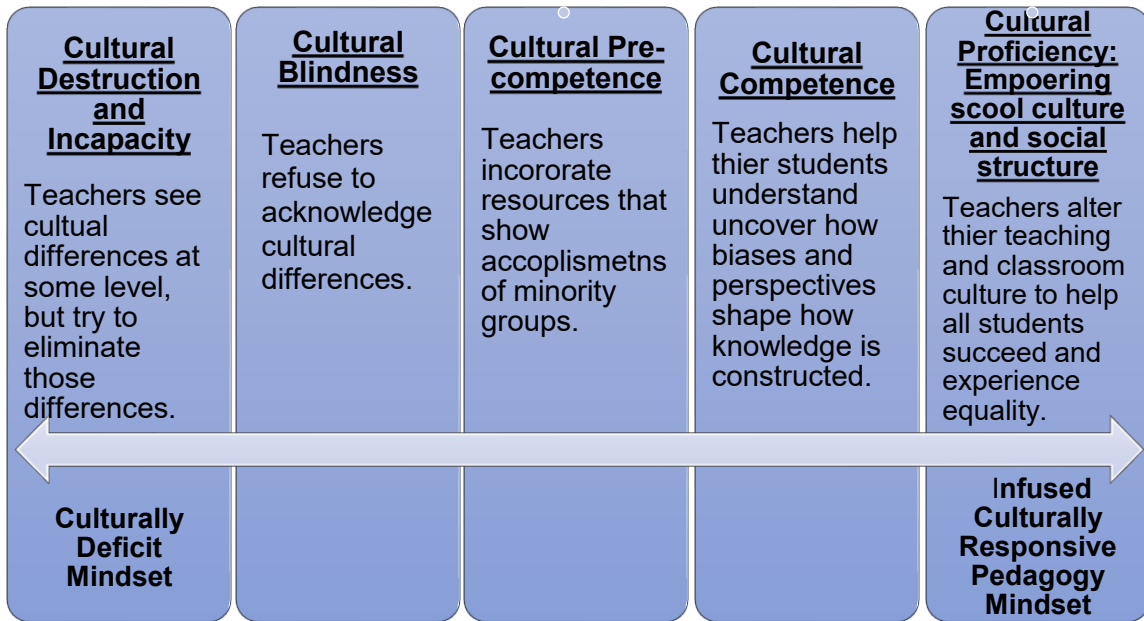 Cultural
Destruction
and
Incapacity
Teachers see
cultual
differences at
some level,
but try to
eliminate
those
differences.
Culturally
Deficit
Mindset
Cultural
Blindness
Teachers
refuse to
acknowledge
cultural
differences.
Cultural Pre-
competence
Teachers
incororate
resources that
show
accoplismetns
of minority
groups.
Cultural
Competence
Teachers help
thier students
understand
uncover how
biases and
perspectives
shape how
knowledge is
constructed.
Cultural
Proficiency:
Empoering
scool culture
and social
structure
Teachers alter
thier teaching
and classroom
culture to help
all students
succeed and
experience
equality.
Infused
Culturally
Responsive
Pedagogy
Mindset